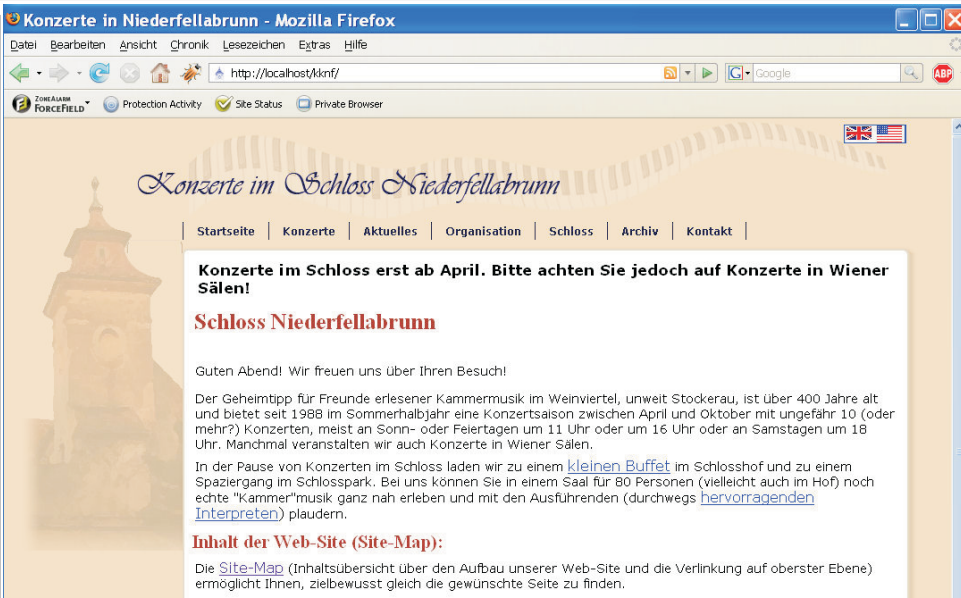 Konzerte in Niederfellabrunn - Mozilla Firefox
Datei Bearbeiten Ansicht Chronik Lesezeichen Extras Hilfe
http://localhost/kknf/ G Google ABP
ZONEALARM
FORCEFIELD Protection Activity Site Status Private Browser
Konzerte im Schloss Niederfellabrunn
Startseite Konzerte Aktuelles Organisation Schloss Archiv Kontakt
Konzerte im Schloss erst ab April. Bitte achten Sie jedoch auf Konzerte in Wiener
Sälen!
Schloss Niederfellabrunn
Guten Abend! Wir freuen uns über Ihren Besuch!
Der Geheimtipp für Freunde erlesener Kammermusik im Weinviertel, unweit Stockerau, ist über 400 Jahre alt
und bietet seit 1988 im Sommerhalbjahr eine Konzertsaison zwischen April und Oktober mit ungefähr 10 (oder
mehr?) Konzerten, meist an Sonn- oder Feiertagen um 11 Uhr oder um 16 Uhr oder an Samstagen um 18
Uhr. Manchmal veranstalten wir auch Konzerte in Wiener Sälen.
In der Pause von Konzerten im Schloss laden wir zu einem kleinen Buffet im Schlosshof und zu einem
Spaziergang im Schlosspark. Bei uns können Sie in einem Saal für 80 Personen (vielleicht auch im Hof) noch
echte "Kammer"musik ganz nah erleben und mit den Ausführenden (durchwegs hervorragenden
Interpreten) plaudern.
Inhalt der Web-Site (Site-Map):
Die Site-Map (Inhaltsübersicht über den Aufbau unserer Web-Site und die Verlinkung auf oberster Ebene)
ermöglicht Ihnen, zielbewusst gleich die gewünschte Seite zu finden.